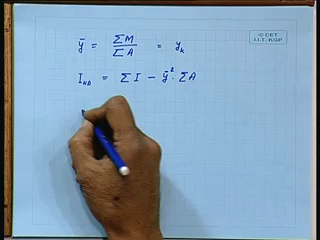 © CET
I.I.T. KGP
ȳ = ΣM / ΣA = y_k
I_NA = ΣI − ȳ² · ΣA